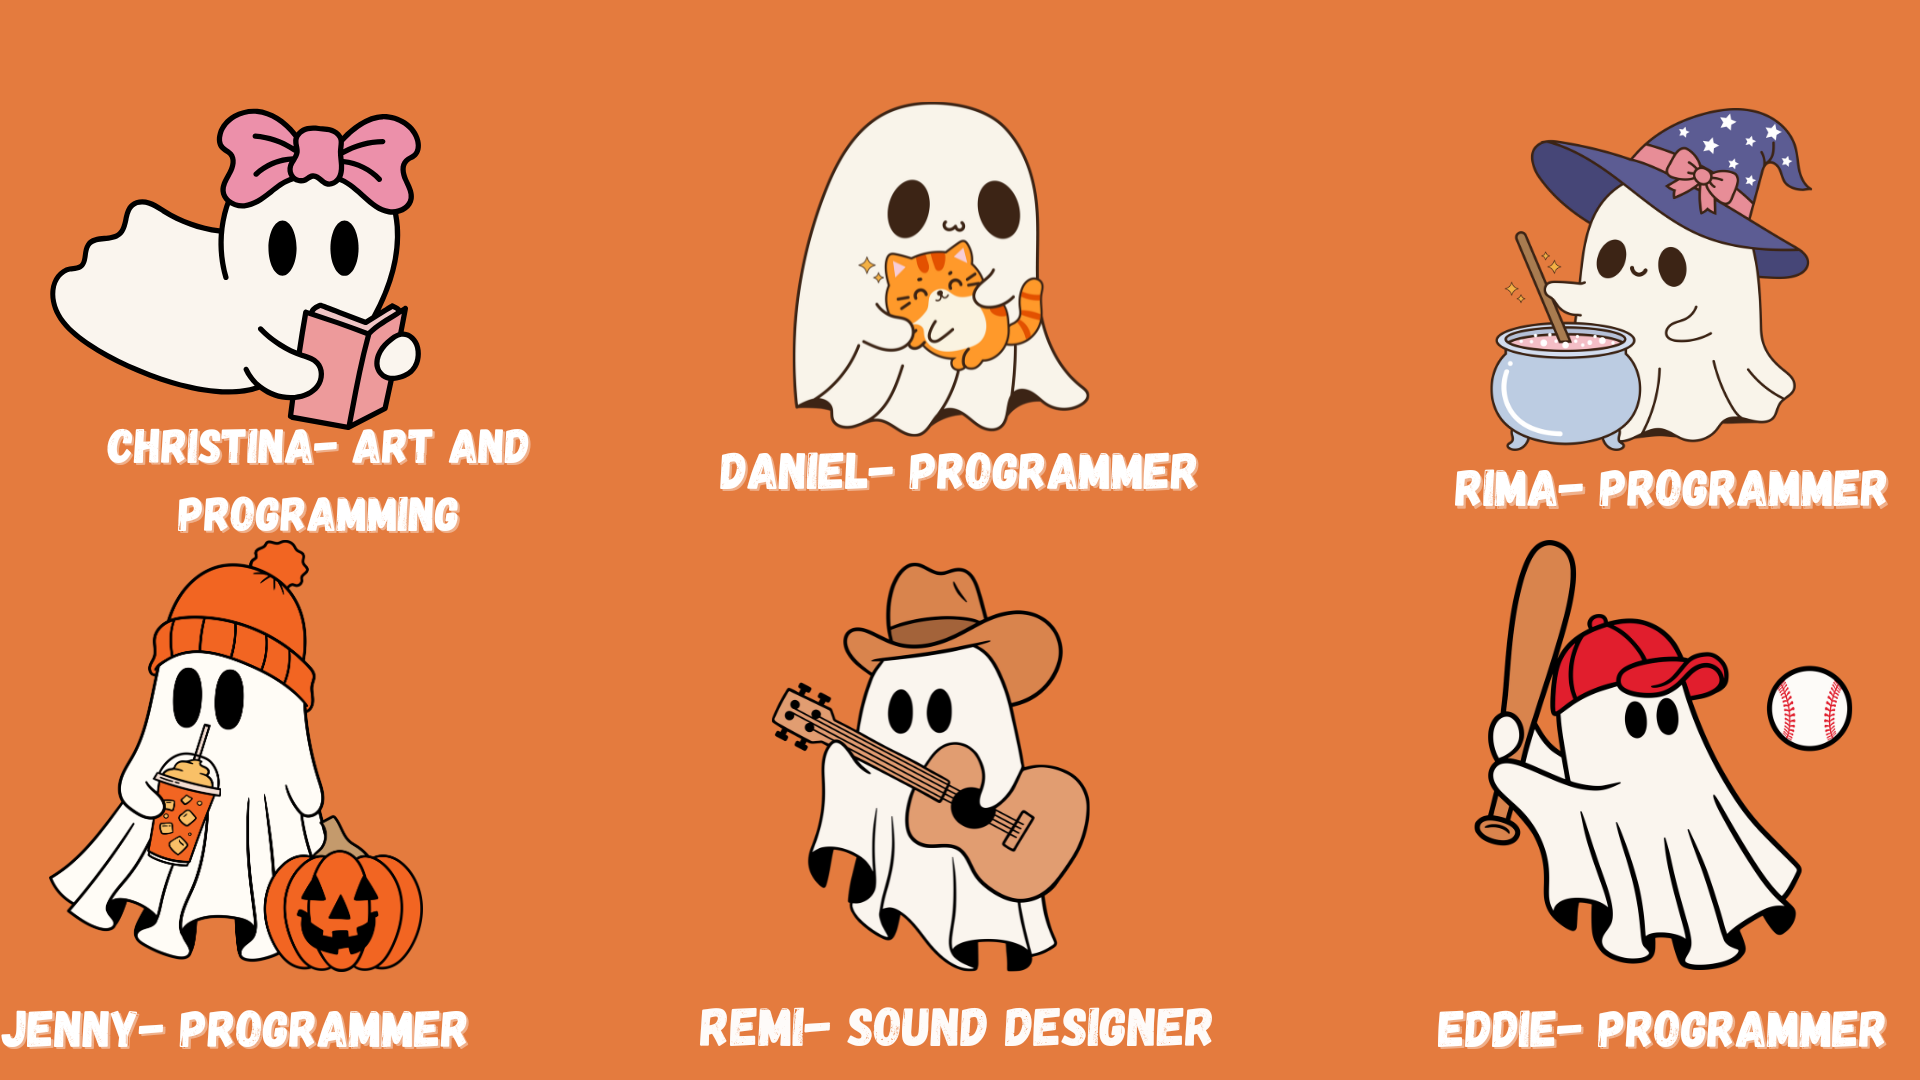 CHRISTINA- ART AND
PROGRAMMING
DANIEL- PROGRAMMER
RIMA- PROGRAMMER
JENNY- PROGRAMMER
REMI- SOUND DESIGNER
EDDIE- PROGRAMMER